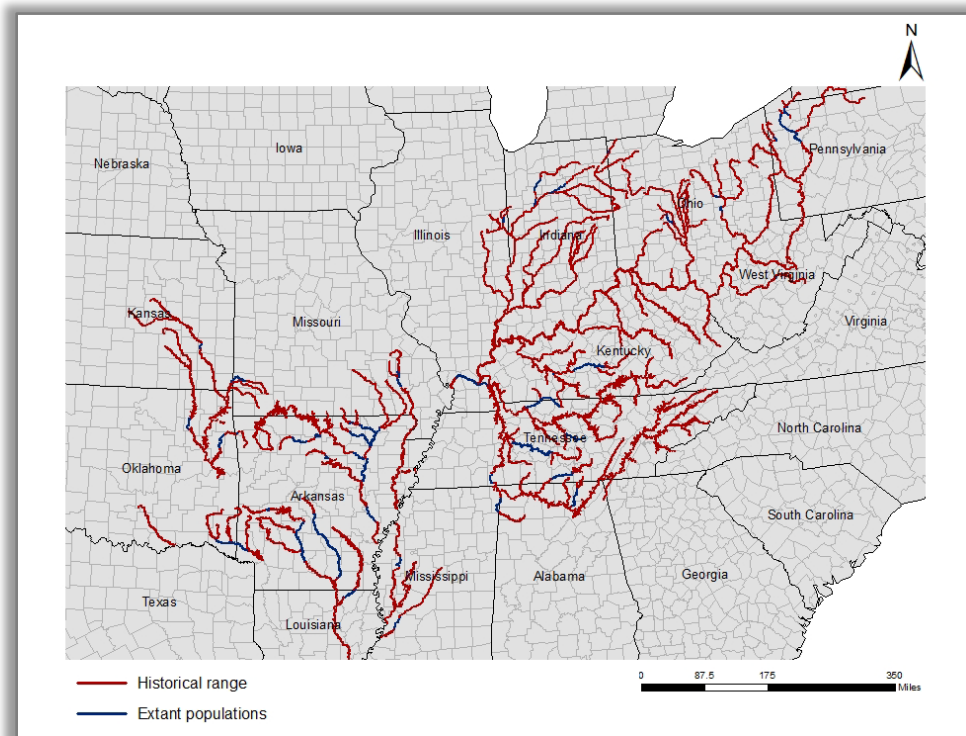 N
Nebraska
Iowa
Pennsylvania
Illinois
Indiana
Ohio
West Virginia
Kansas
Missouri
Virginia
Kentucky
Tennessee
North Carolina
Oklahoma
Arkansas
South Carolina
Mississippi
Alabama
Georgia
Texas
Louisiana
0 87.5 175 350
Miles
Historical range
Extant populations